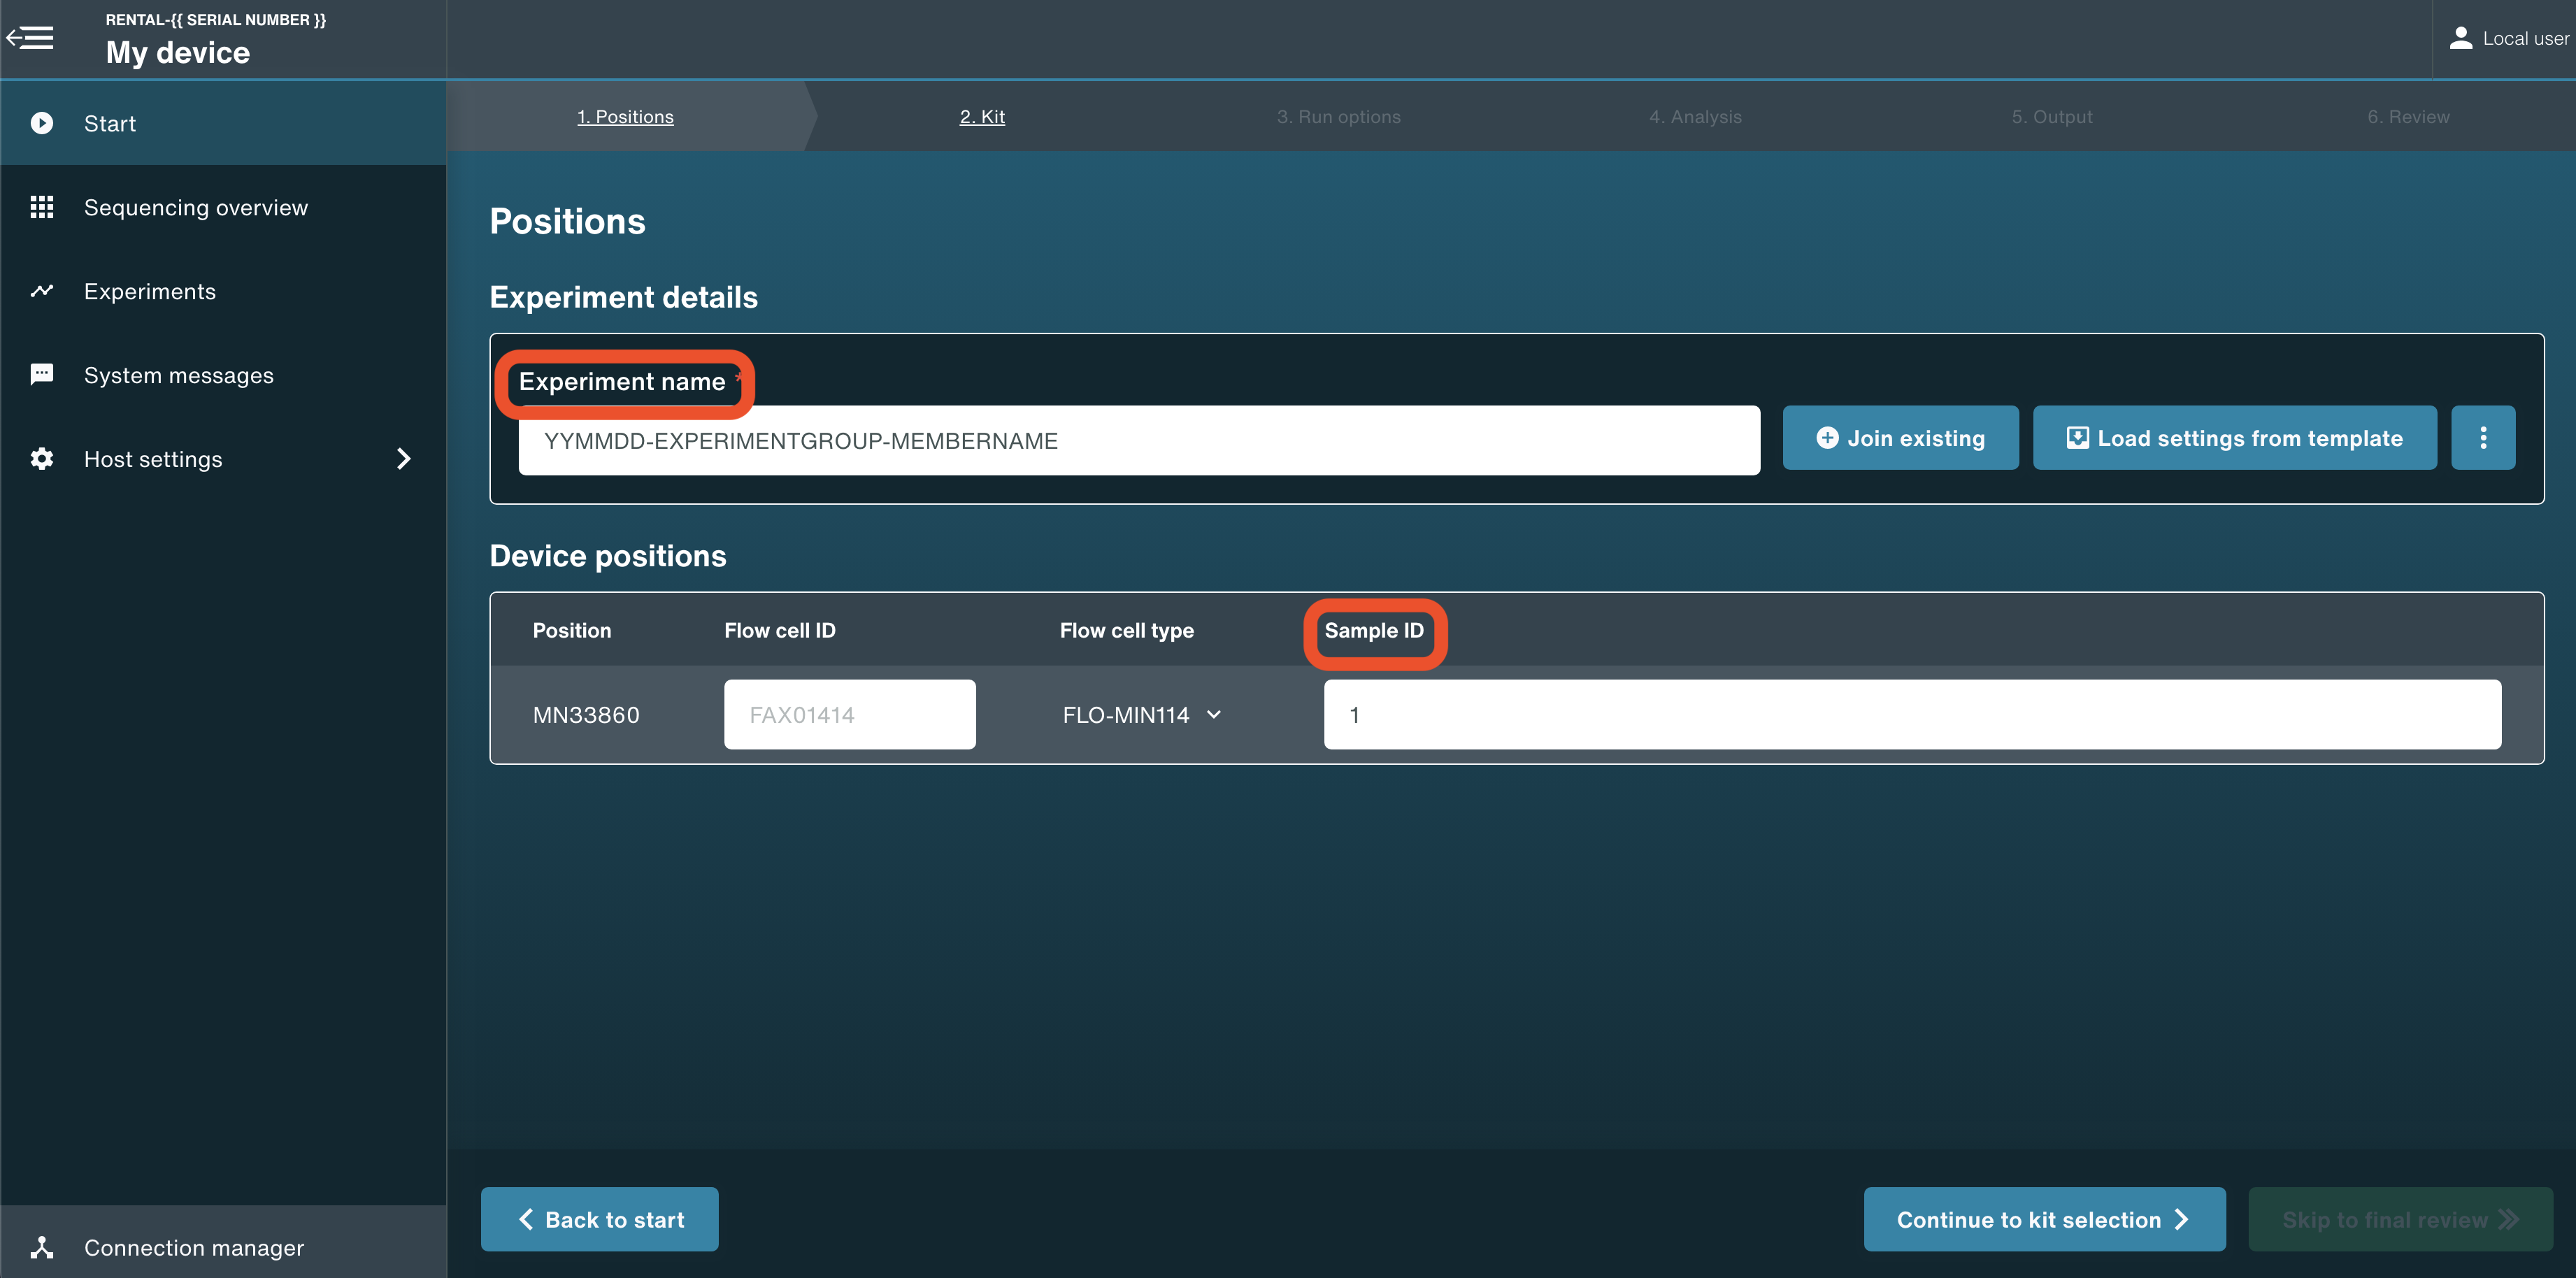 RENTAL-{{ SERIAL NUMBER }}
My device
Local user
Start
Sequencing overview
Experiments
System messages
Host settings
Connection manager
1. Positions
2. Kit
3. Run options
4. Analysis
5. Output
6. Review
Positions
Experiment details
Experiment name *
YYMMDD-EXPERIMENTGROUP-MEMBERNAME
Join existing
Load settings from template
Device positions
Position Flow cell ID Flow cell type Sample ID
MN33860 FAX01414 FLO-MIN114 1
Back to start
Continue to kit selection
Skip to final review